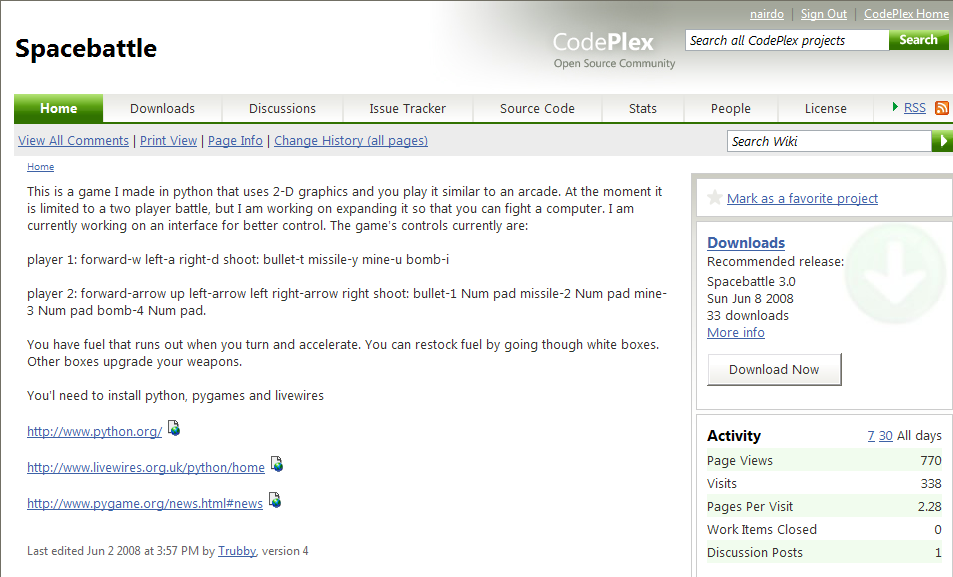 nairdo | Sign Out | CodePlex Home
Spacebattle
CodePlex
Open Source Community
Search all CodePlex projects
Search
Home
Downloads
Discussions
Issue Tracker
Source Code
Stats
People
License
RSS
View All Comments | Print View | Page Info | Change History (all pages)
Search Wiki
Home
This is a game I made in python that uses 2-D graphics and you play it similar to an arcade. At the moment it
is limited to a two player battle, but I am working on expanding it so that you can fight a computer. I am
currently working on an interface for better control. The game's controls currently are:
player 1: forward-w left-a right-d shoot: bullet-t missile-y mine-u bomb-i
player 2: forward-arrow up left-arrow left right-arrow right shoot: bullet-1 Num pad missile-2 Num pad mine-
3 Num pad bomb-4 Num pad.
You have fuel that runs out when you turn and accelerate. You can restock fuel by going though white boxes.
Other boxes upgrade your weapons.
You'l need to install python, pygames and livewires
http://www.python.org/
http://www.livewires.org.uk/python/home
http://www.pygame.org/news.html#news
Last edited Jun 2 2008 at 3:57 PM by Trubby, version 4
Mark as a favorite project
Downloads
Recommended release:
Spacebattle 3.0
Sun Jun 8 2008
33 downloads
More info
Download Now
Activity 7 30 All days
Page Views 770
Visits 338
Pages Per Visit 2.28
Work Items Closed 0
Discussion Posts 1